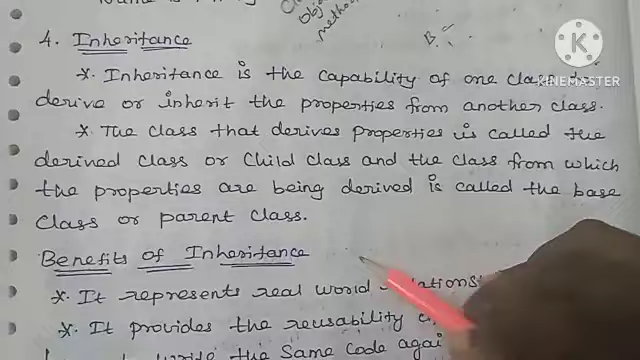 4. Inheritance
* Inheritance is the capability of one class to
derive or inherit the properties from another class.
* The class that derives properties is called the
derived class or child class and the class from which
the properties are being derived is called the base
class or parent class.
Benefits of Inheritance
* It represents real world
* It provides the reusability
the same code
B.
KINEMASTER